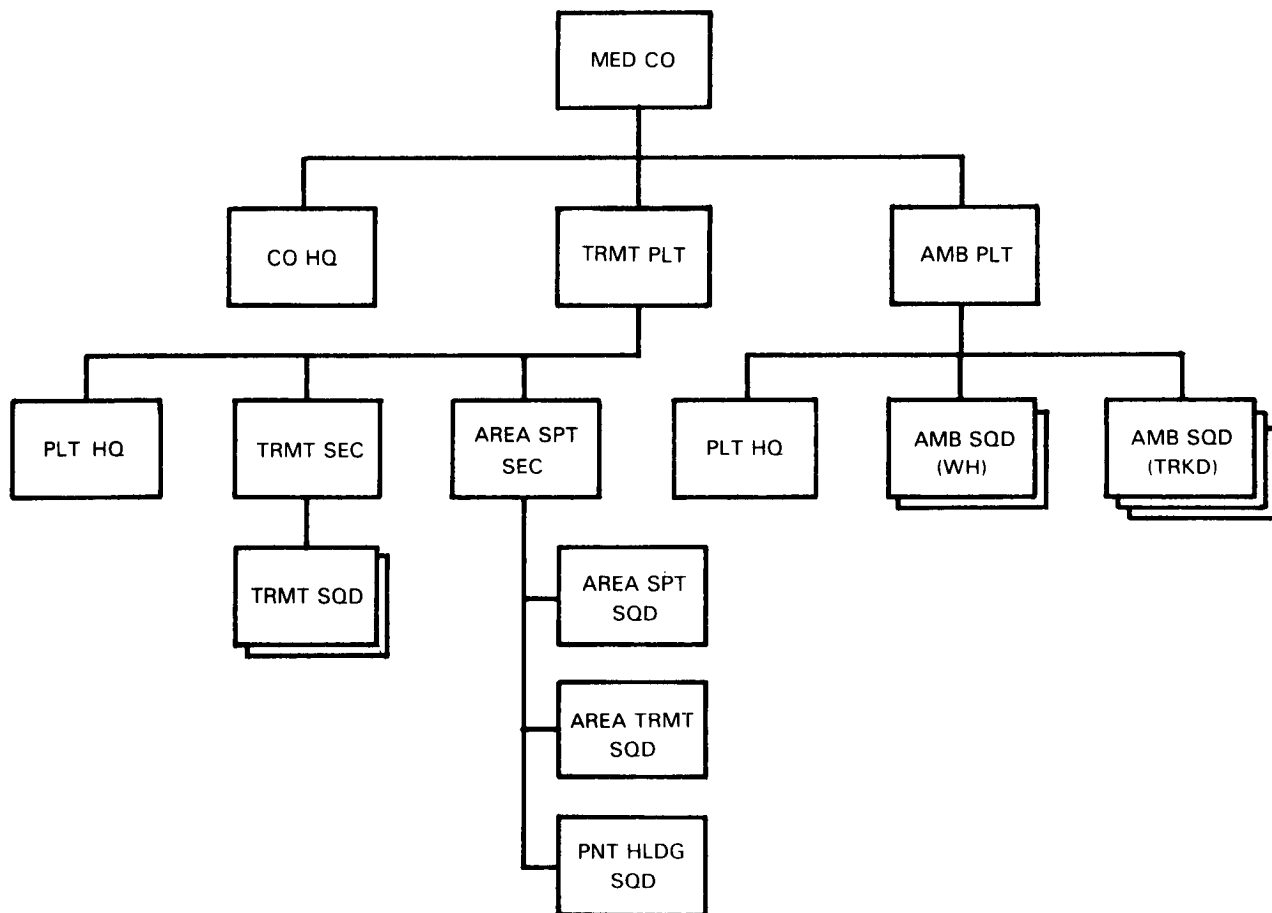 MED CO
CO HQ
TRMT PLT
AMB PLT
PLT HQ
TRMT SEC
AREA SPT
SEC
PLT HQ
AMB SQD
(WH)
AMB SQD
(TRKD)
TRMT SQD
AREA SPT
SQD
AREA TRMT
SQD
PNT HLDG
SQD